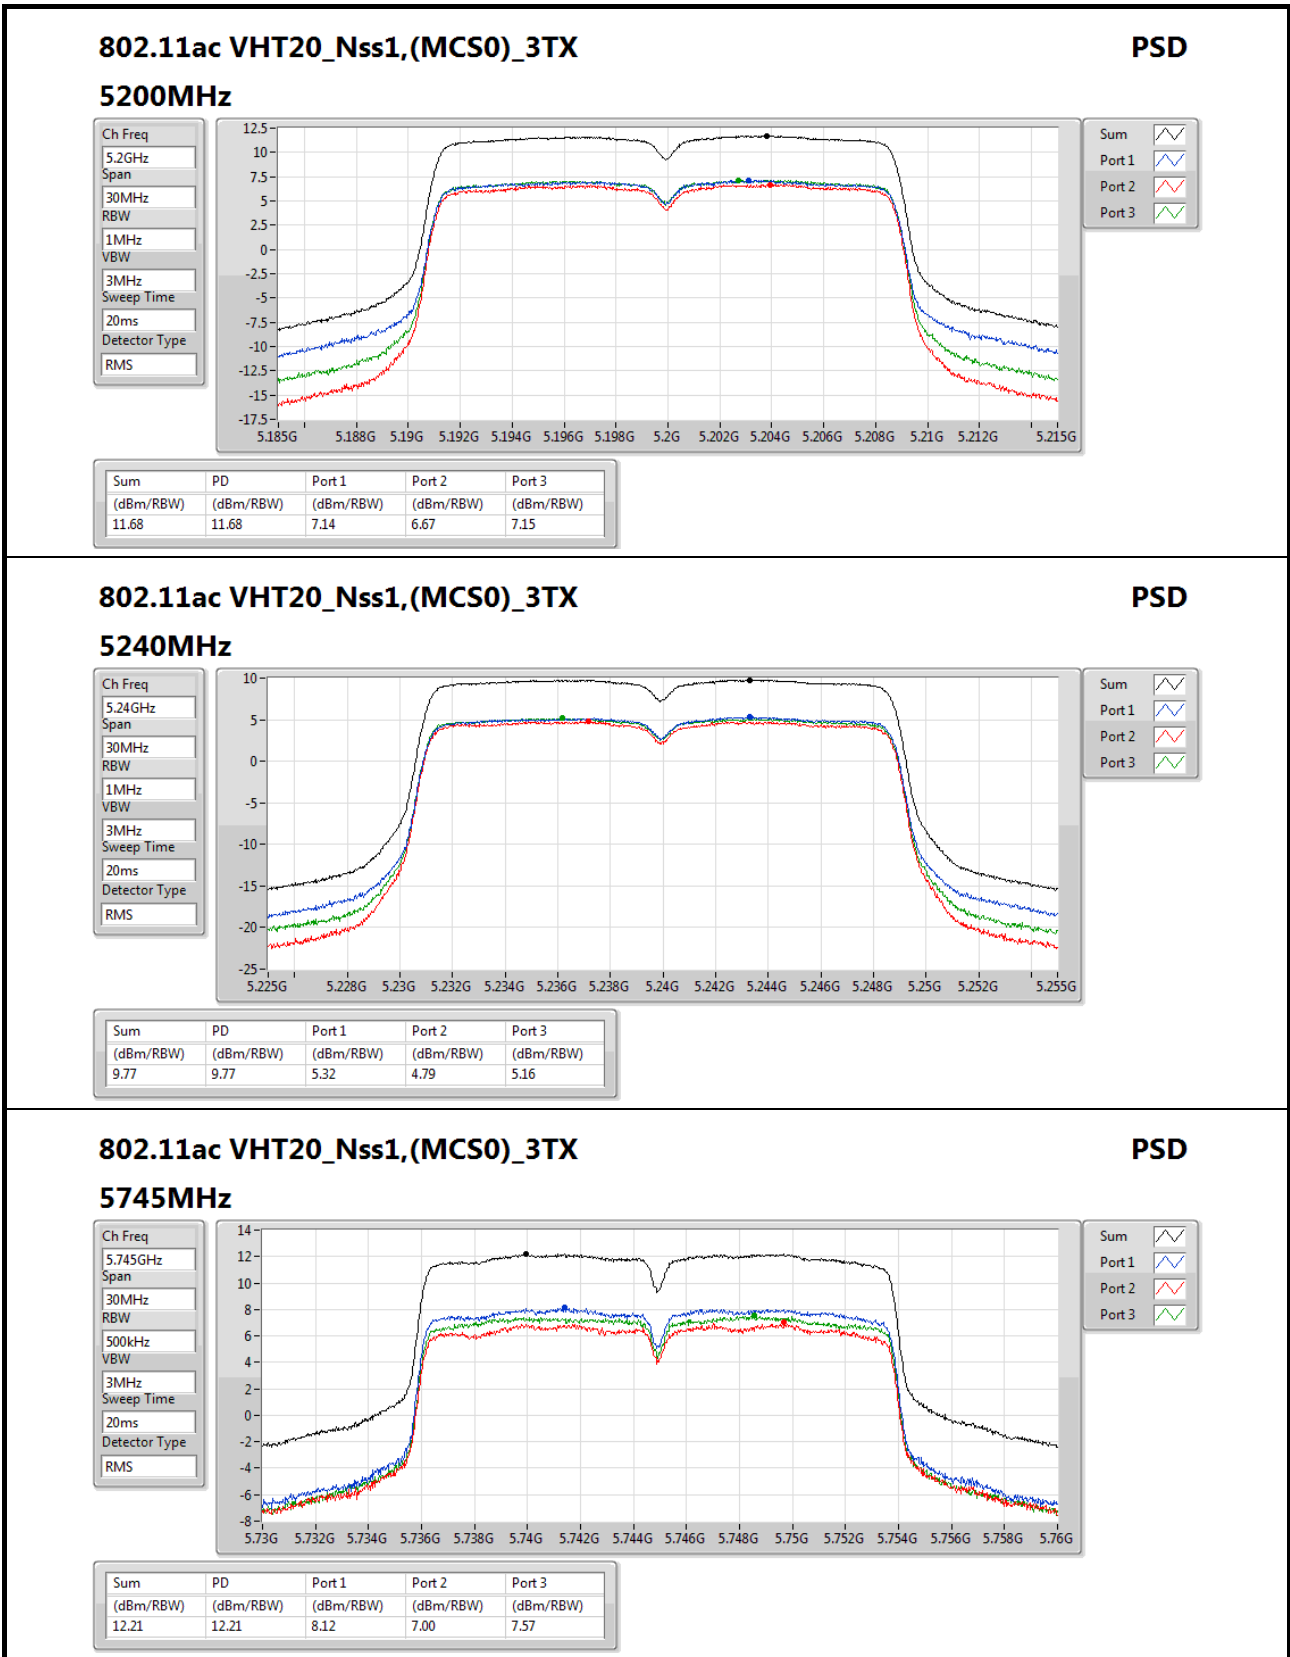 802.11ac VHT20_Nss1,(MCS0)_3TX PSD
5200MHz
Ch Freq
5.2GHz
Span
30MHz
RBW
1MHz
VBW
3MHz
Sweep Time
20ms
Detector Type
RMS
12.5
10
7.5
5
2.5
0
-2.5
-5
-7.5
-10
-12.5
-15
-17.5
5.185G 5.188G 5.19G 5.192G 5.194G 5.196G 5.198G 5.2G 5.202G 5.204G 5.206G 5.208G 5.21G 5.212G 5.215G
Sum
Port 1
Port 2
Port 3
Sum PD Port 1 Port 2 Port 3
(dBm/RBW) (dBm/RBW) (dBm/RBW) (dBm/RBW) (dBm/RBW)
11.68 11.68 7.14 6.67 7.15
802.11ac VHT20_Nss1,(MCS0)_3TX PSD
5240MHz
Ch Freq
5.24GHz
Span
30MHz
RBW
1MHz
VBW
3MHz
Sweep Time
20ms
Detector Type
RMS
10
5
0
-5
-10
-15
-20
-25
5.225G 5.228G 5.23G 5.232G 5.234G 5.236G 5.238G 5.24G 5.242G 5.244G 5.246G 5.248G 5.25G 5.252G 5.255G
Sum
Port 1
Port 2
Port 3
Sum PD Port 1 Port 2 Port 3
(dBm/RBW) (dBm/RBW) (dBm/RBW) (dBm/RBW) (dBm/RBW)
9.77 9.77 5.32 4.79 5.16
802.11ac VHT20_Nss1,(MCS0)_3TX PSD
5745MHz
Ch Freq
5.745GHz
Span
30MHz
RBW
500kHz
VBW
3MHz
Sweep Time
20ms
Detector Type
RMS
14
12
10
8
6
4
2
0
-2
-4
-6
-8
5.73G 5.732G 5.734G 5.736G 5.738G 5.74G 5.742G 5.744G 5.746G 5.748G 5.75G 5.752G 5.754G 5.756G 5.758G 5.76G
Sum
Port 1
Port 2
Port 3
Sum PD Port 1 Port 2 Port 3
(dBm/RBW) (dBm/RBW) (dBm/RBW) (dBm/RBW) (dBm/RBW)
12.21 12.21 8.12 7.00 7.57